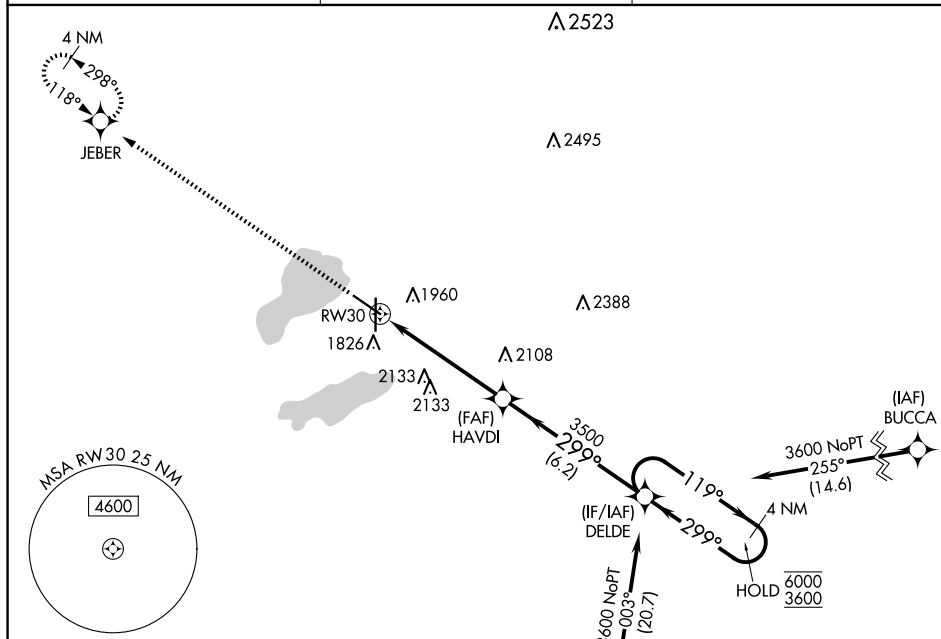 2523
4 NM
298°
118°
JEBER
2495
1960
2388
RW30
1826
2108
2133
2133
(FAF)
HAVDI
(IAF)
BUCCA
3500
299°
(6.2)
3600 NoPT
255°
(14.6)
MSA RW30 25 NM
4600
119°
4 NM
(IF/IAF)
DELDE
299°
HOLD
6000
3600
600 NoPT
003°
(20.7)